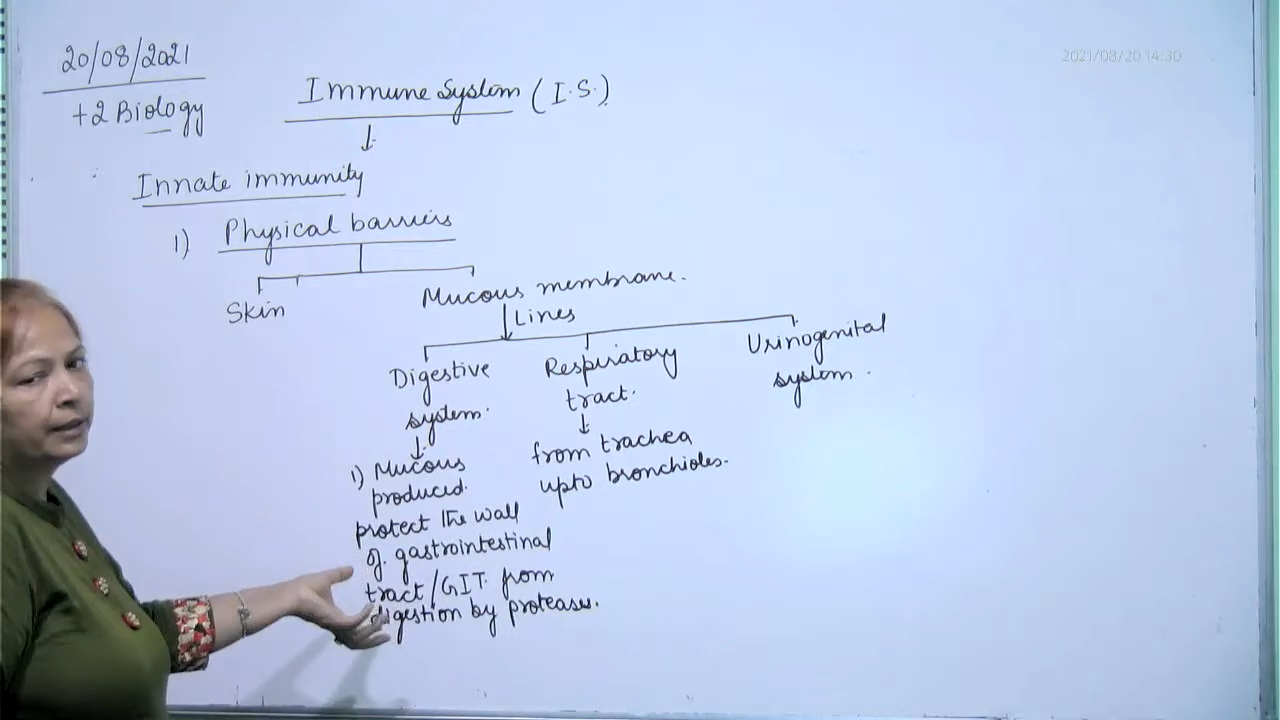 20/08/2021
2021/08/20 14:30
+2 Biology
Immune System (I.S.)
Innate immunity
1) Physical barriers
Skin
Mucous membrane.
Lines
Digestive
system.
Respiratory
tract.
Urinogenital
system.
1) Mucous
produced.
protect the wall
of gastrointestinal
tract/GIT from
digestion by proteases.
from trachea
upto bronchioles.